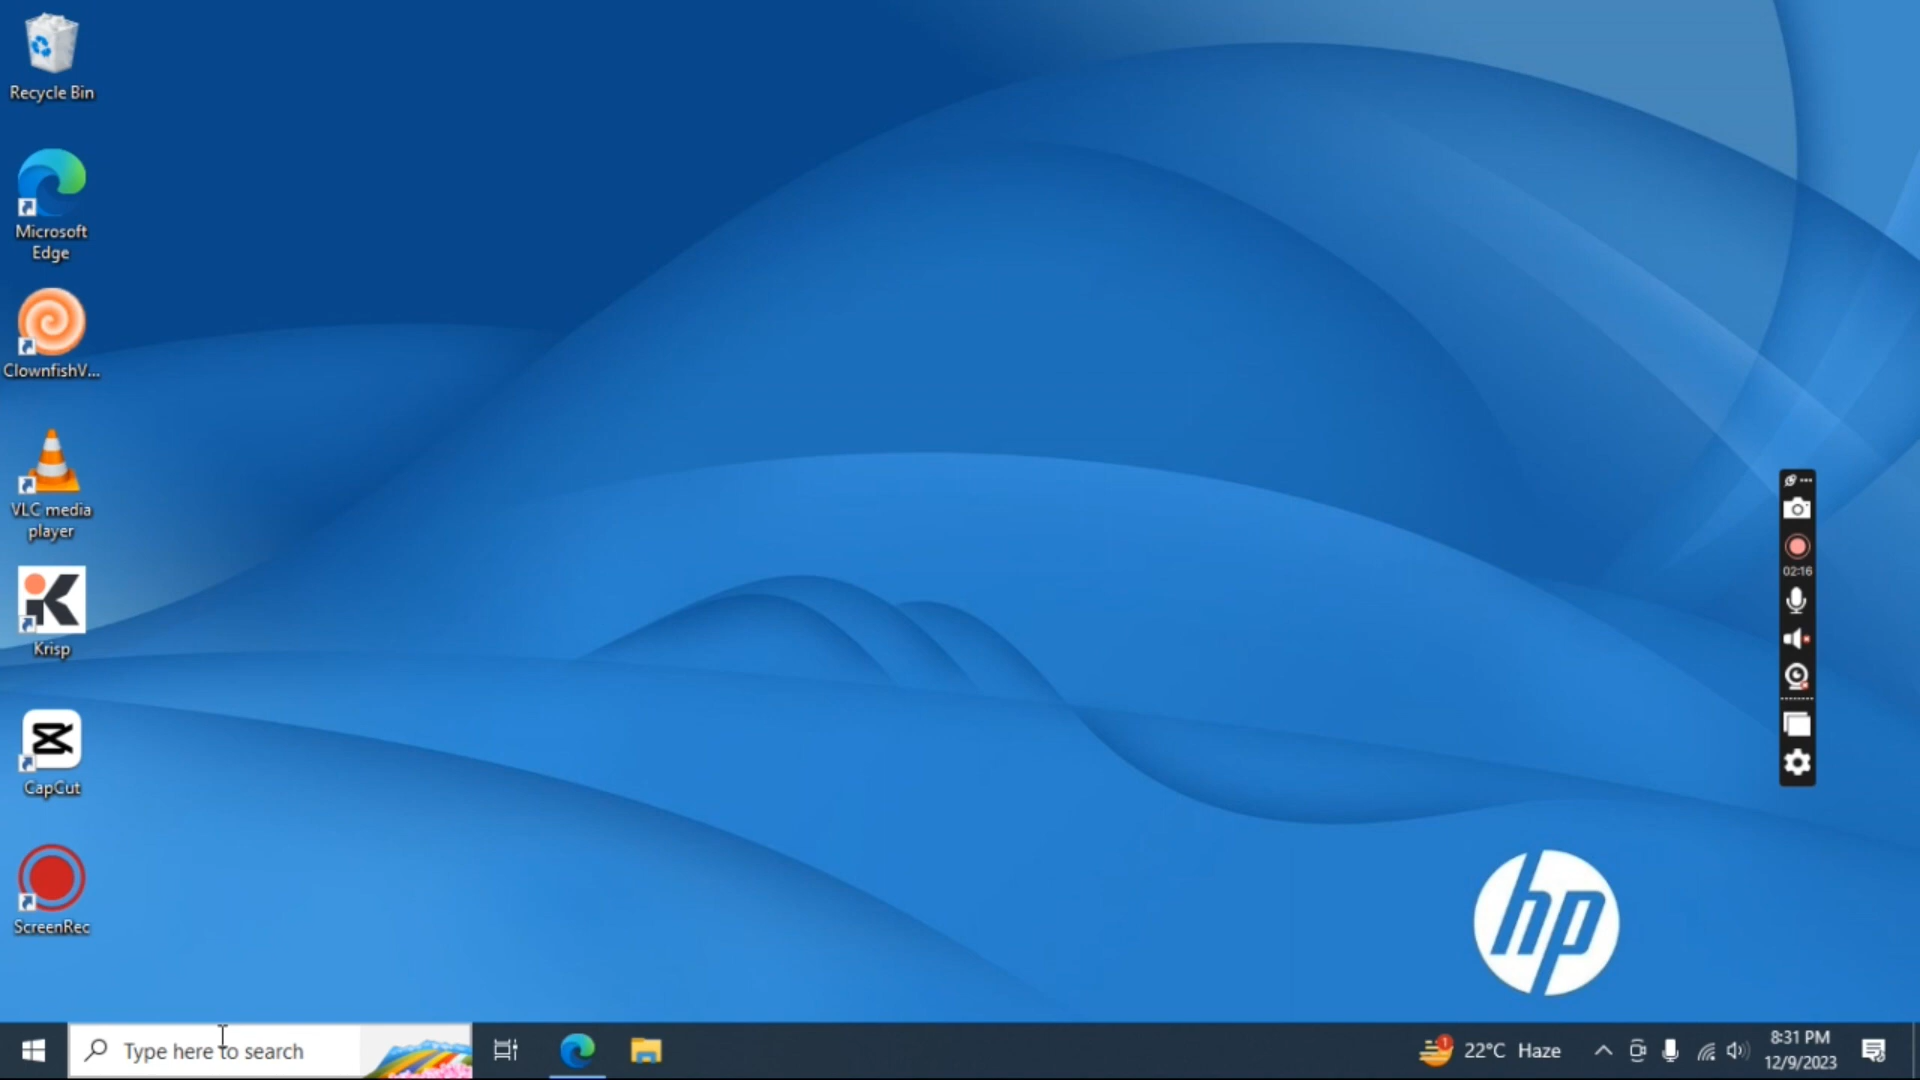 Recycle Bin
Microsoft
Edge
ClownfishV...
VLC media
player
Krisp
CapCut
ScreenRec
02:16
hp
Type here to search
1
22°C Haze
8:31 PM
12/9/2023